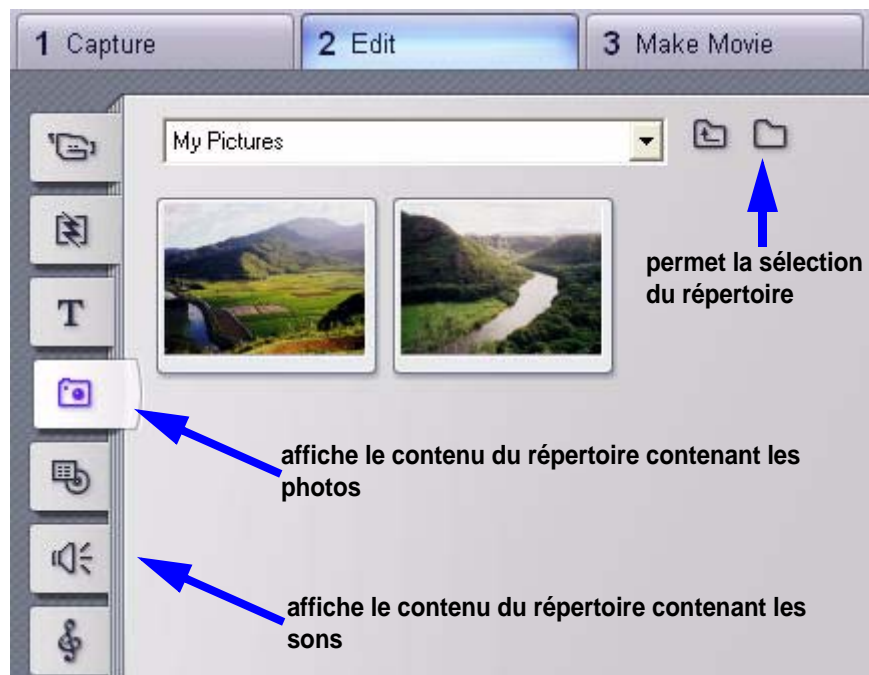 1 Capture
2 Edit
3 Make Movie
My Pictures
permet la sélection
du répertoire
T
affiche le contenu du répertoire contenant les
photos
affiche le contenu du répertoire contenant les
sons